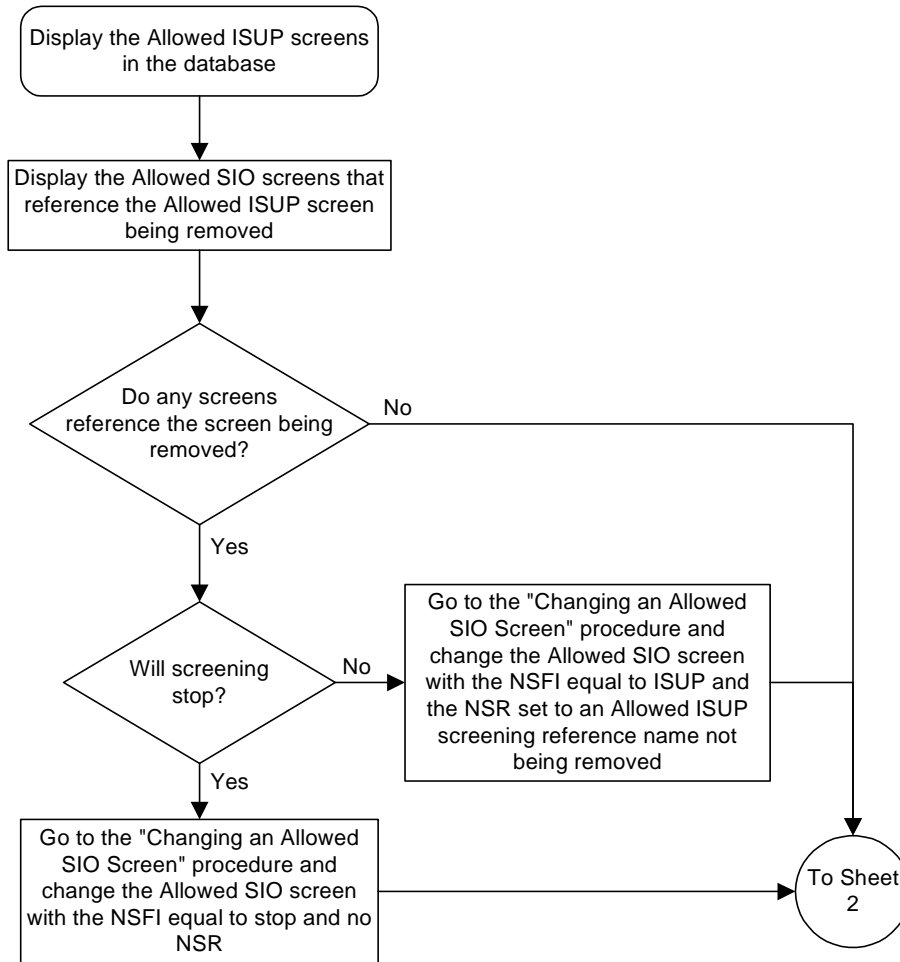 Display the Allowed ISUP screens
in the database
Display the Allowed SIO screens that
reference the Allowed ISUP screen
being removed
Do any screens
reference the screen being
removed?
No
Yes
Will screening
stop?
No
Go to the "Changing an Allowed
SIO Screen" procedure and
change the Allowed SIO screen
with the NSFI equal to ISUP and
the NSR set to an Allowed ISUP
screening reference name not
being removed
Yes
Go to the "Changing an Allowed
SIO Screen" procedure and
change the Allowed SIO screen
with the NSFI equal to stop and no
NSR
To Sheet
2